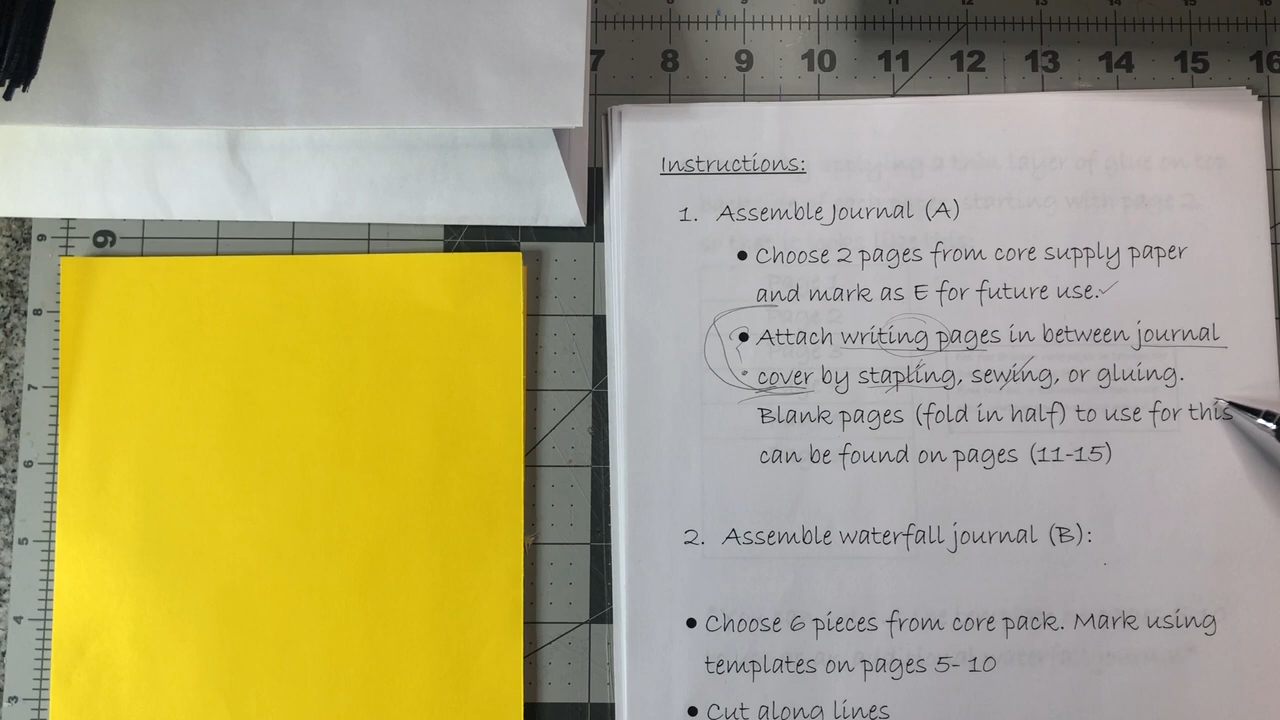 7 8 9 10 11 12 13 14 15 16
Instructions:
1. Assemble Journal (A)
• Choose 2 pages from core supply paper
and mark as E for future use.✓
• Attach writing pages in between journal
cover by stapling, sewing, or gluing.
Blank pages (fold in half) to use for this
can be found on pages (11-15)
2. Assemble waterfall journal (B):
• Choose 6 pieces from core pack. Mark using
templates on pages 5-10
• Cut along lines
9 9
8
7
6
5
4
3